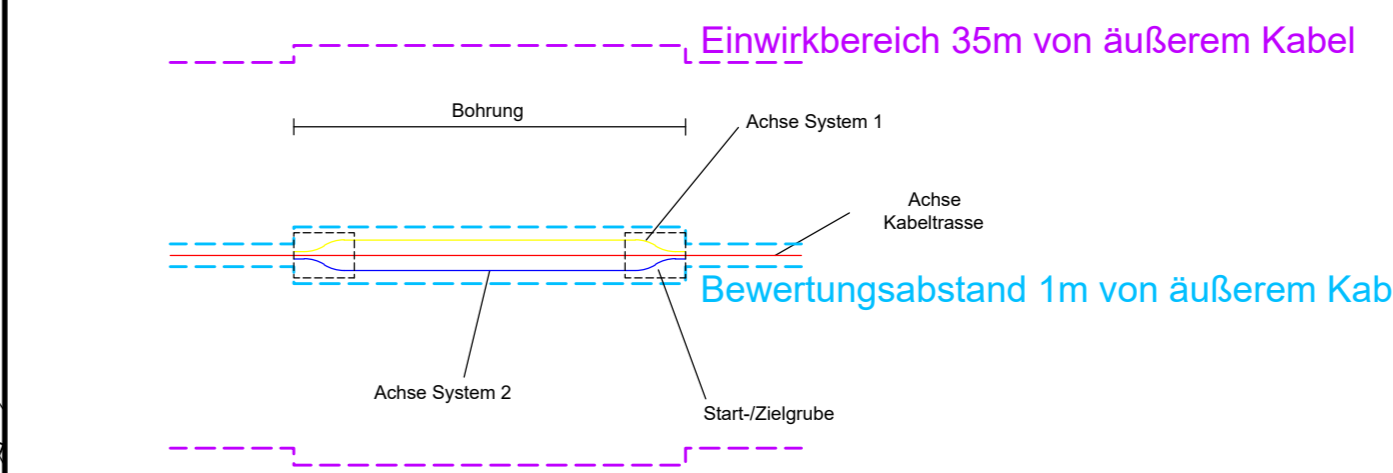 Einwirkbereich 35m von äußerem Kabel
Bohrung
Achse System 1
Achse
Kabeltrasse
Bewertungsabstand 1m von äußerem Kab
Achse System 2
Start-/Zielgrube